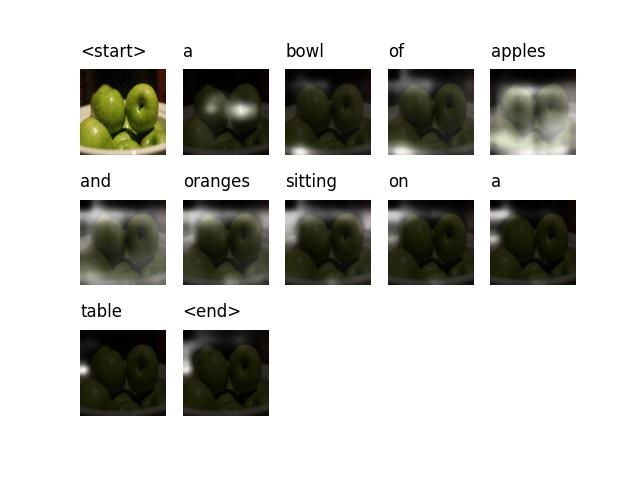 <start> a bowl of apples
and oranges sitting on a
table <end>